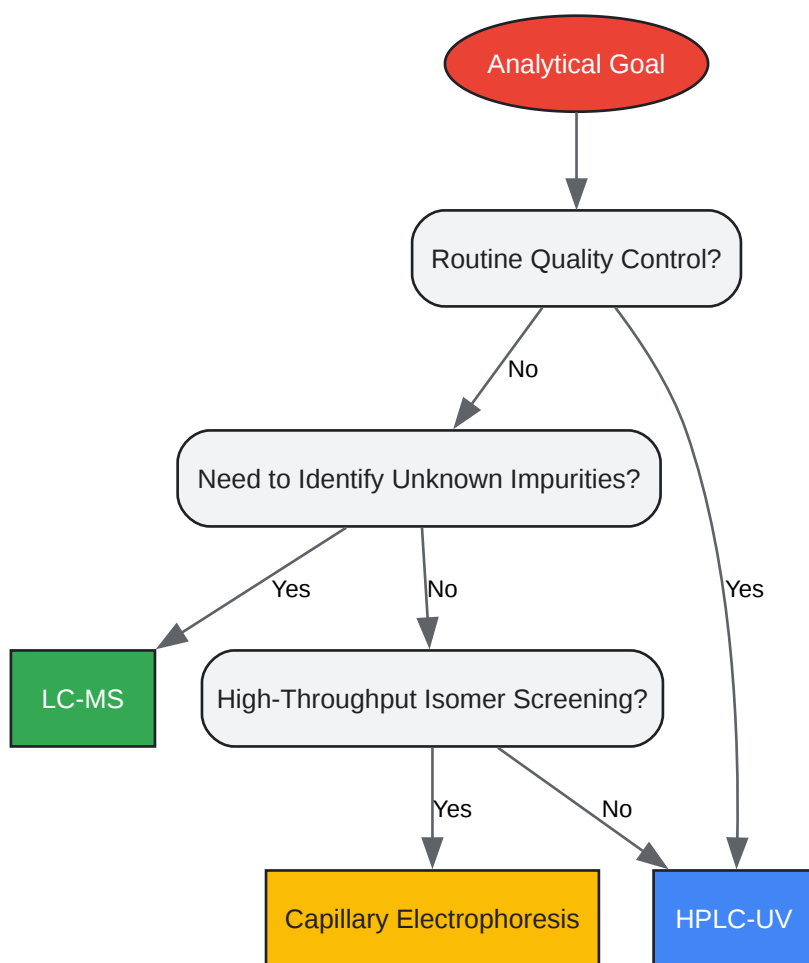 Analytical Goal
Routine Quality Control?
No
Need to Identify Unknown Impurities?
Yes
No
Yes
LC-MS
High-Throughput Isomer Screening?
Yes
No
Capillary Electrophoresis
HPLC-UV